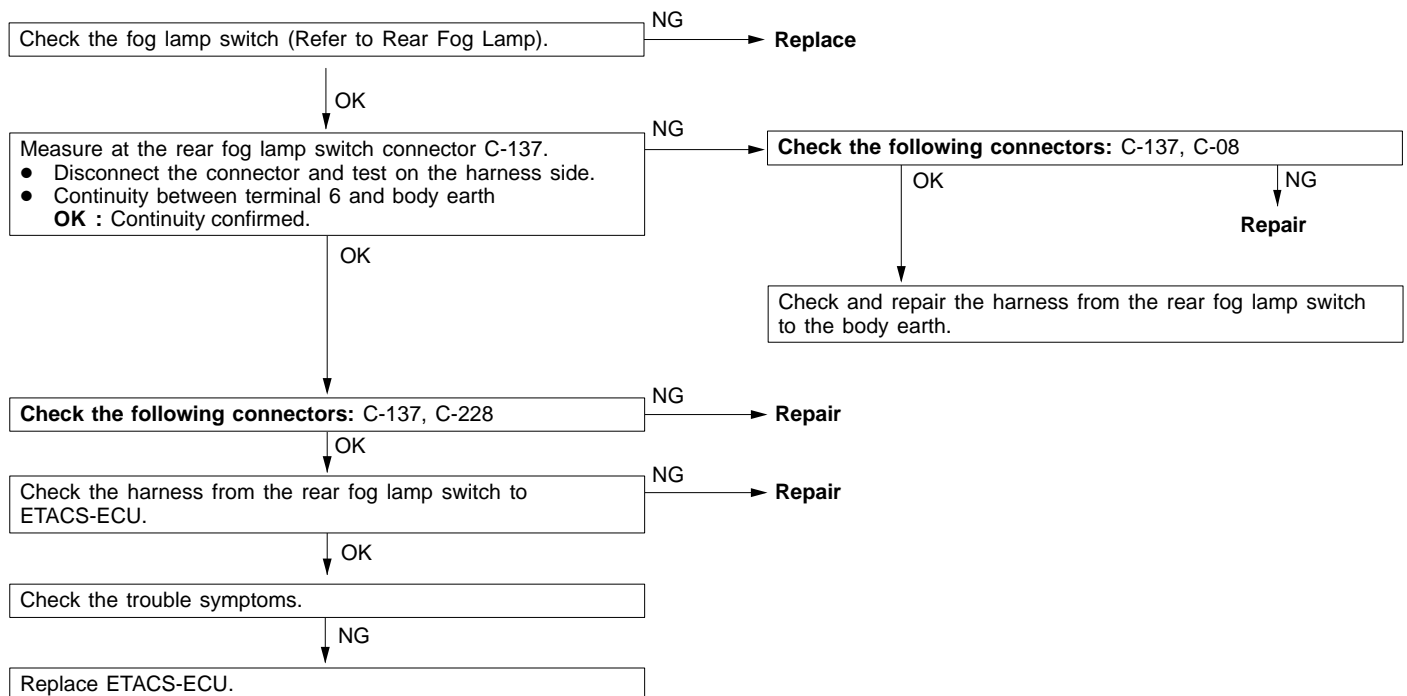 Check the fog lamp switch (Refer to Rear Fog Lamp).
NG
Replace
OK
Measure at the rear fog lamp switch connector C-137.
● Disconnect the connector and test on the harness side.
● Continuity between terminal 6 and body earth
OK : Continuity confirmed.
NG
Check the following connectors: C-137, C-08
OK
NG
Repair
Check and repair the harness from the rear fog lamp switch
to the body earth.
OK
Check the following connectors: C-137, C-228
NG
Repair
OK
Check the harness from the rear fog lamp switch to
ETACS-ECU.
NG
Repair
OK
Check the trouble symptoms.
NG
Replace ETACS-ECU.